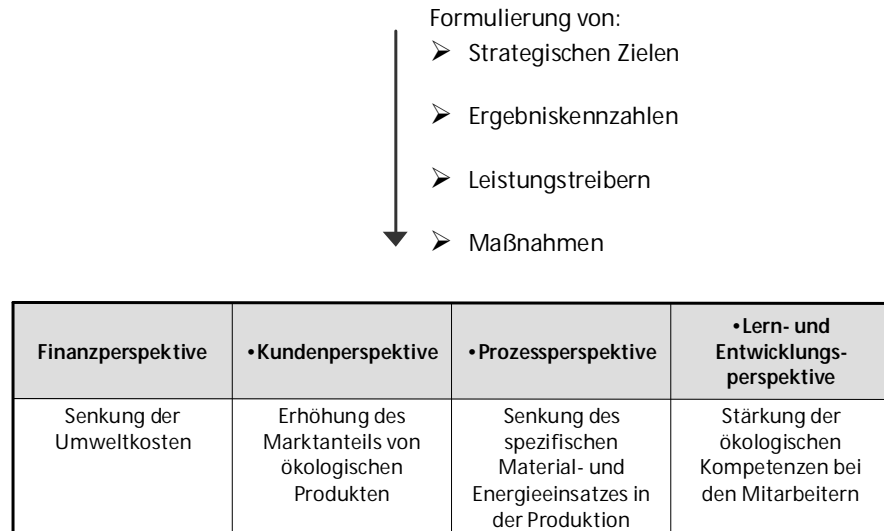 Formulierung von:
➢ Strategischen Zielen
➢ Ergebniskennzahlen
➢ Leistungstreibern
➢ Maßnahmen
Finanzperspektive
•Kundenperspektive
•Prozessperspektive
•Lern- und
Entwicklungs-
perspektive
Senkung der
Umweltkosten
Erhöhung des
Marktanteils von
ökologischen
Produkten
Senkung des
spezifischen
Material- und
Energieeinsatzes in
der Produktion
Stärkung der
ökologischen
Kompetenzen bei
den Mitarbeitern